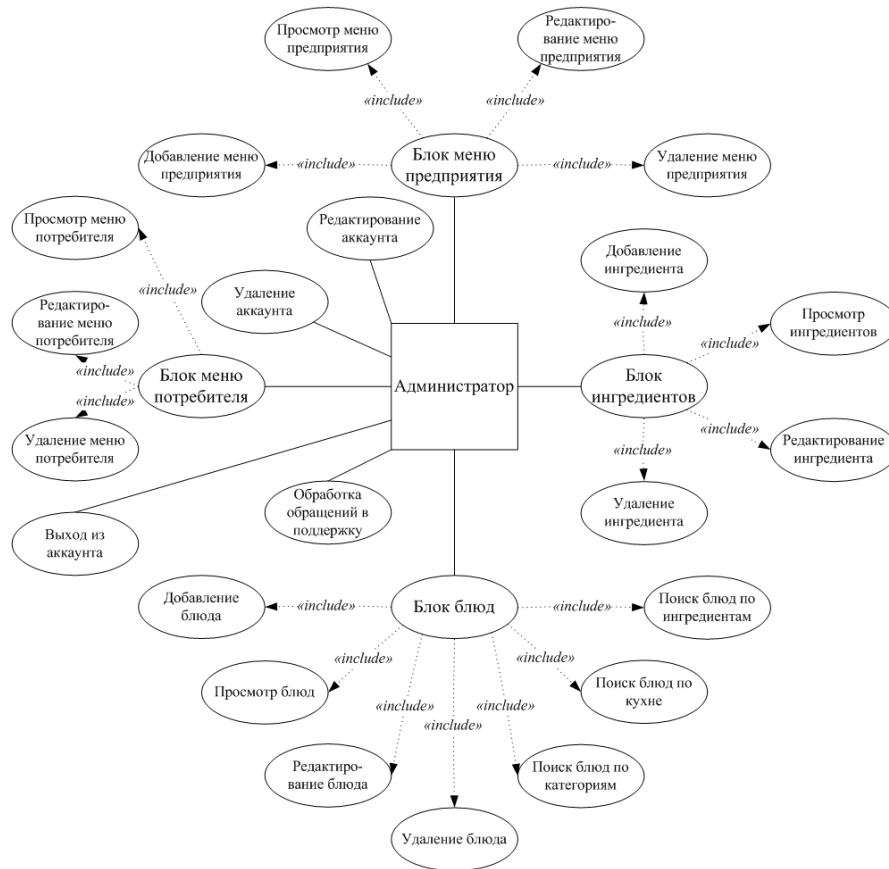 Просмотр меню
предприятия
Редактиро-
вание меню
предприятия
«include»
«include»
Добавление меню
предприятия
«include»
Блок меню
предприятия
«include»
Удаление меню
предприятия
Просмотр меню
потребителя
Редактирование
аккаунта
Добавление
ингредиента
«include»
Удаление
аккаунта
«include»
Просмотр
ингредиентов
Редактиро-
вание меню
потребителя
«include»
«include»
Блок меню
потребителя
«include»
Администратор
Блок
ингредиентов
Удаление меню
потребителя
«include»
«include»
Редактирование
ингредиента
Обработка
обращений в
поддержку
Удаление
ингредиента
Выход из
аккаунта
Добавление
блюда
«include»
Блок блюд
«include»
Поиск блюд по
ингредиентам
«include»
«include»
Просмотр блюд
Поиск блюд по
кухне
«include»
«include»
«include»
Редактиро-
вание блюда
Поиск блюд по
категориям
Удаление блюда